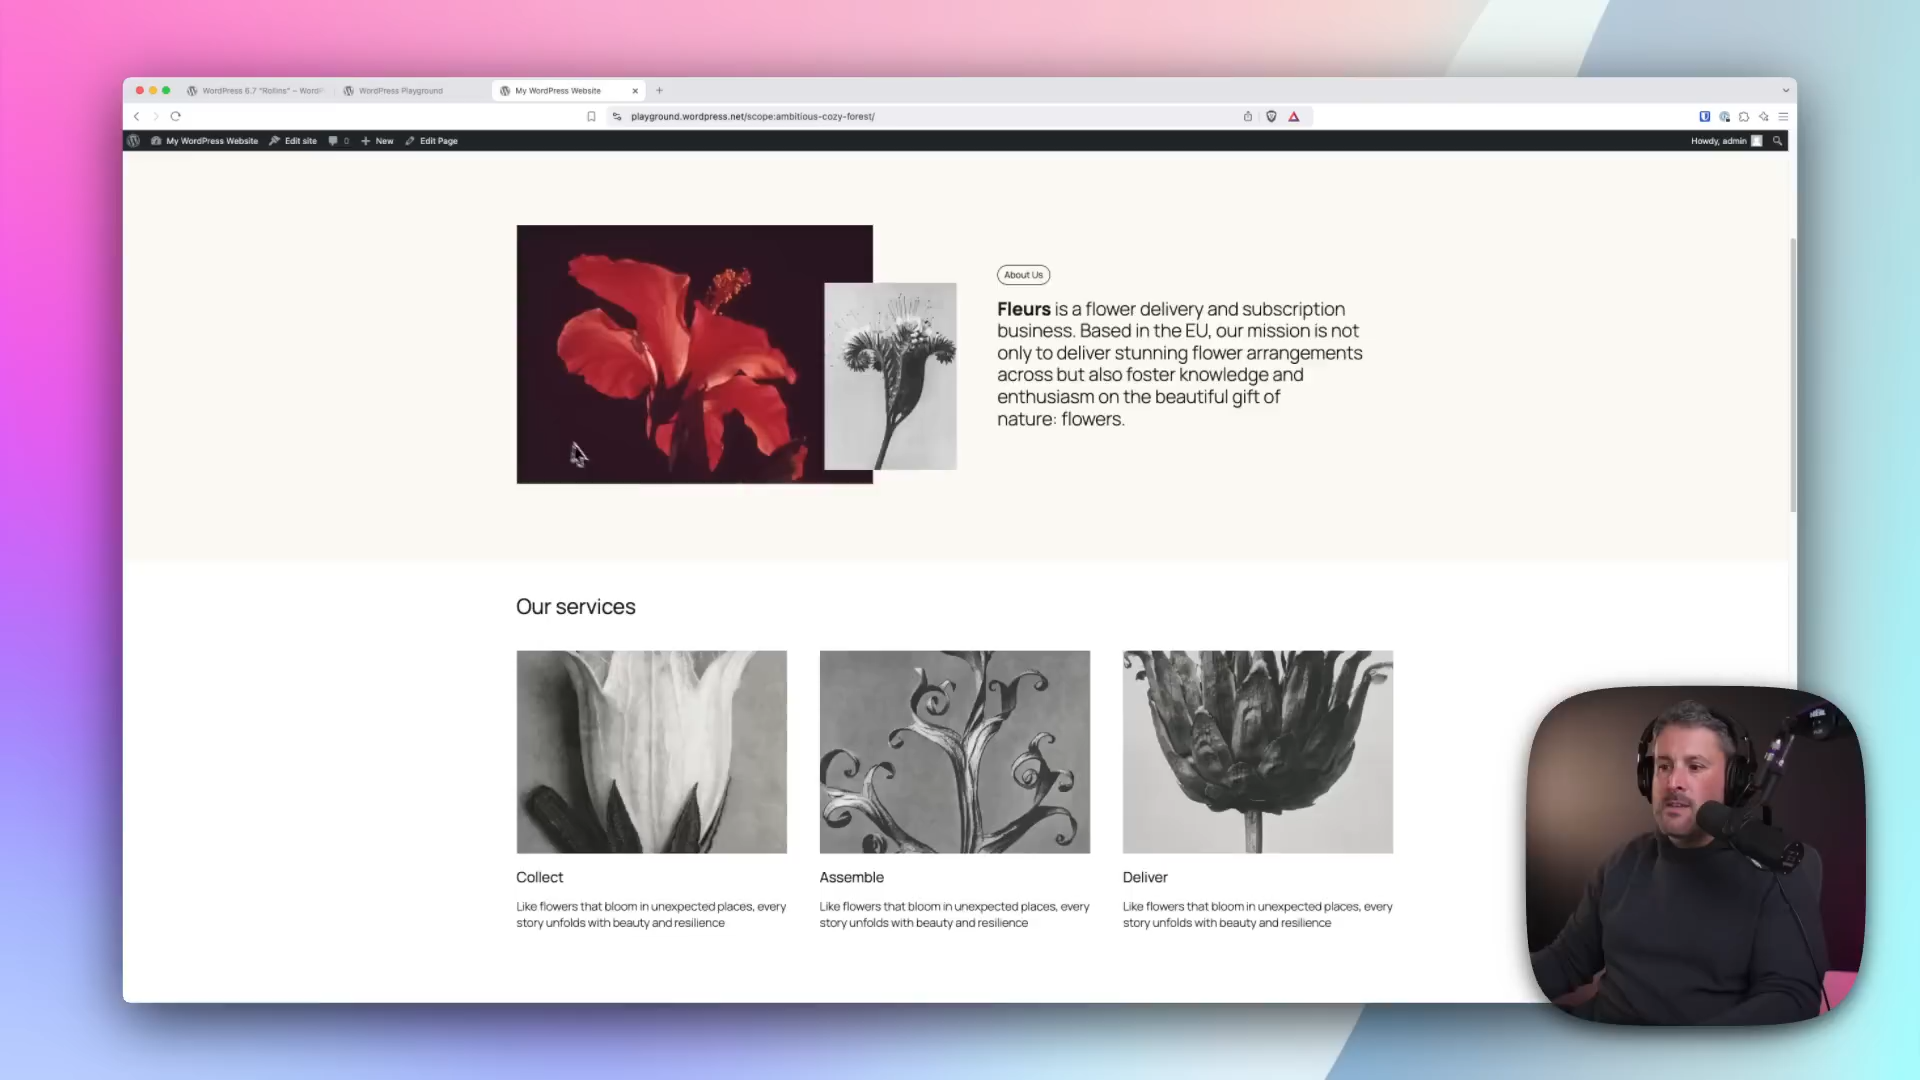 WordPress 6.7 "Rollins" – Word
WordPress Playground
My WordPress Website
playground.wordpress.net/scope:ambitious-cozy-forest/
My WordPress Website
Edit site
0
New
Edit Page
Howdy, admin
About Us
Fleurs is a flower delivery and subscription
business. Based in the EU, our mission is not
only to deliver stunning flower arrangements
across but also foster knowledge and
enthusiasm on the beautiful gift of
nature: flowers.
Our services
Collect
Like flowers that bloom in unexpected places, every
story unfolds with beauty and resilience
Assemble
Like flowers that bloom in unexpected places, every
story unfolds with beauty and resilience
Deliver
Like flowers that bloom in unexpected places, every
story unfolds with beauty and resilience